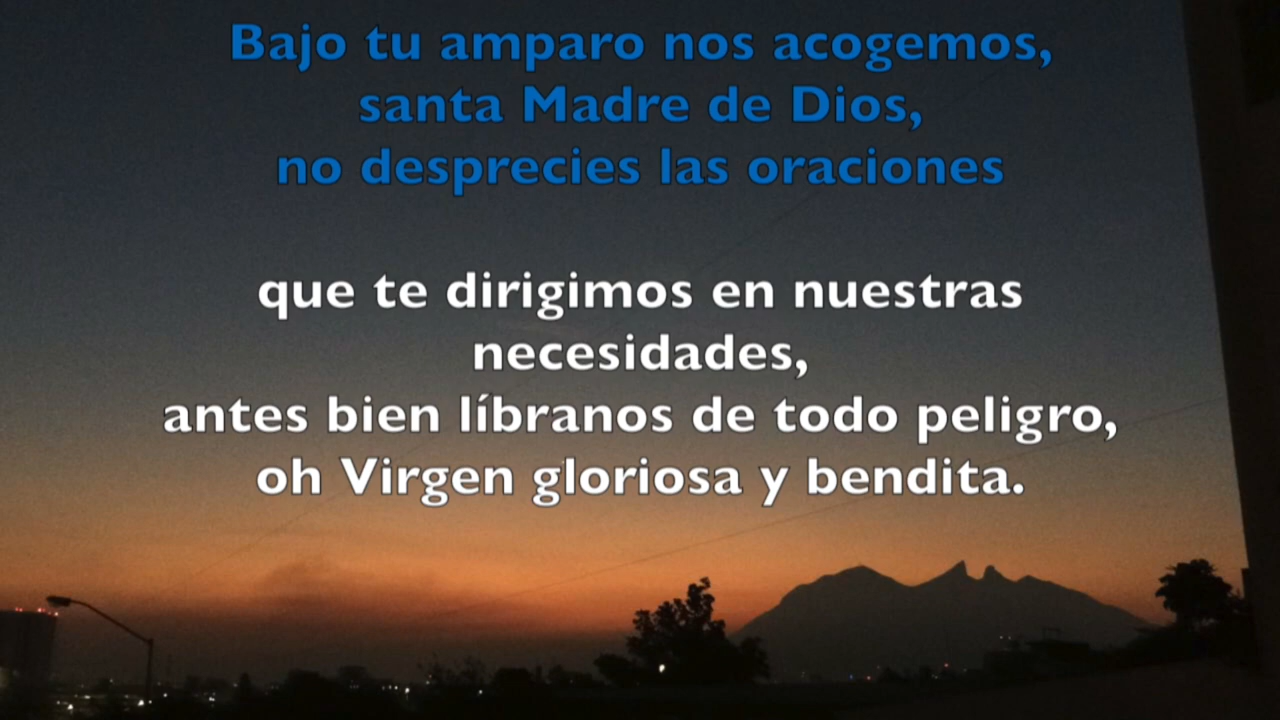 Bajo tu amparo nos acogemos,
santa Madre de Dios,
no desprecies las oraciones
que te dirigimos en nuestras
necesidades,
antes bien líbranos de todo peligro,
oh Virgen gloriosa y bendita.